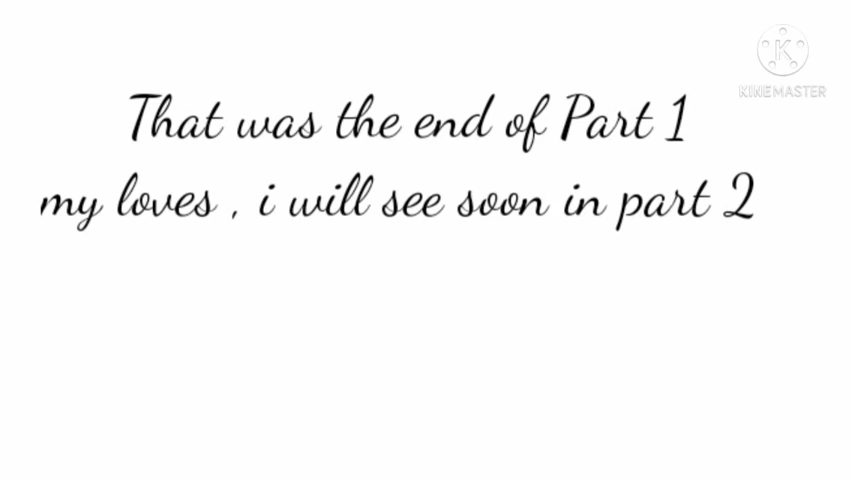 KINEMASTER
That was the end of Part 1
my loves , i will see soon in part 2